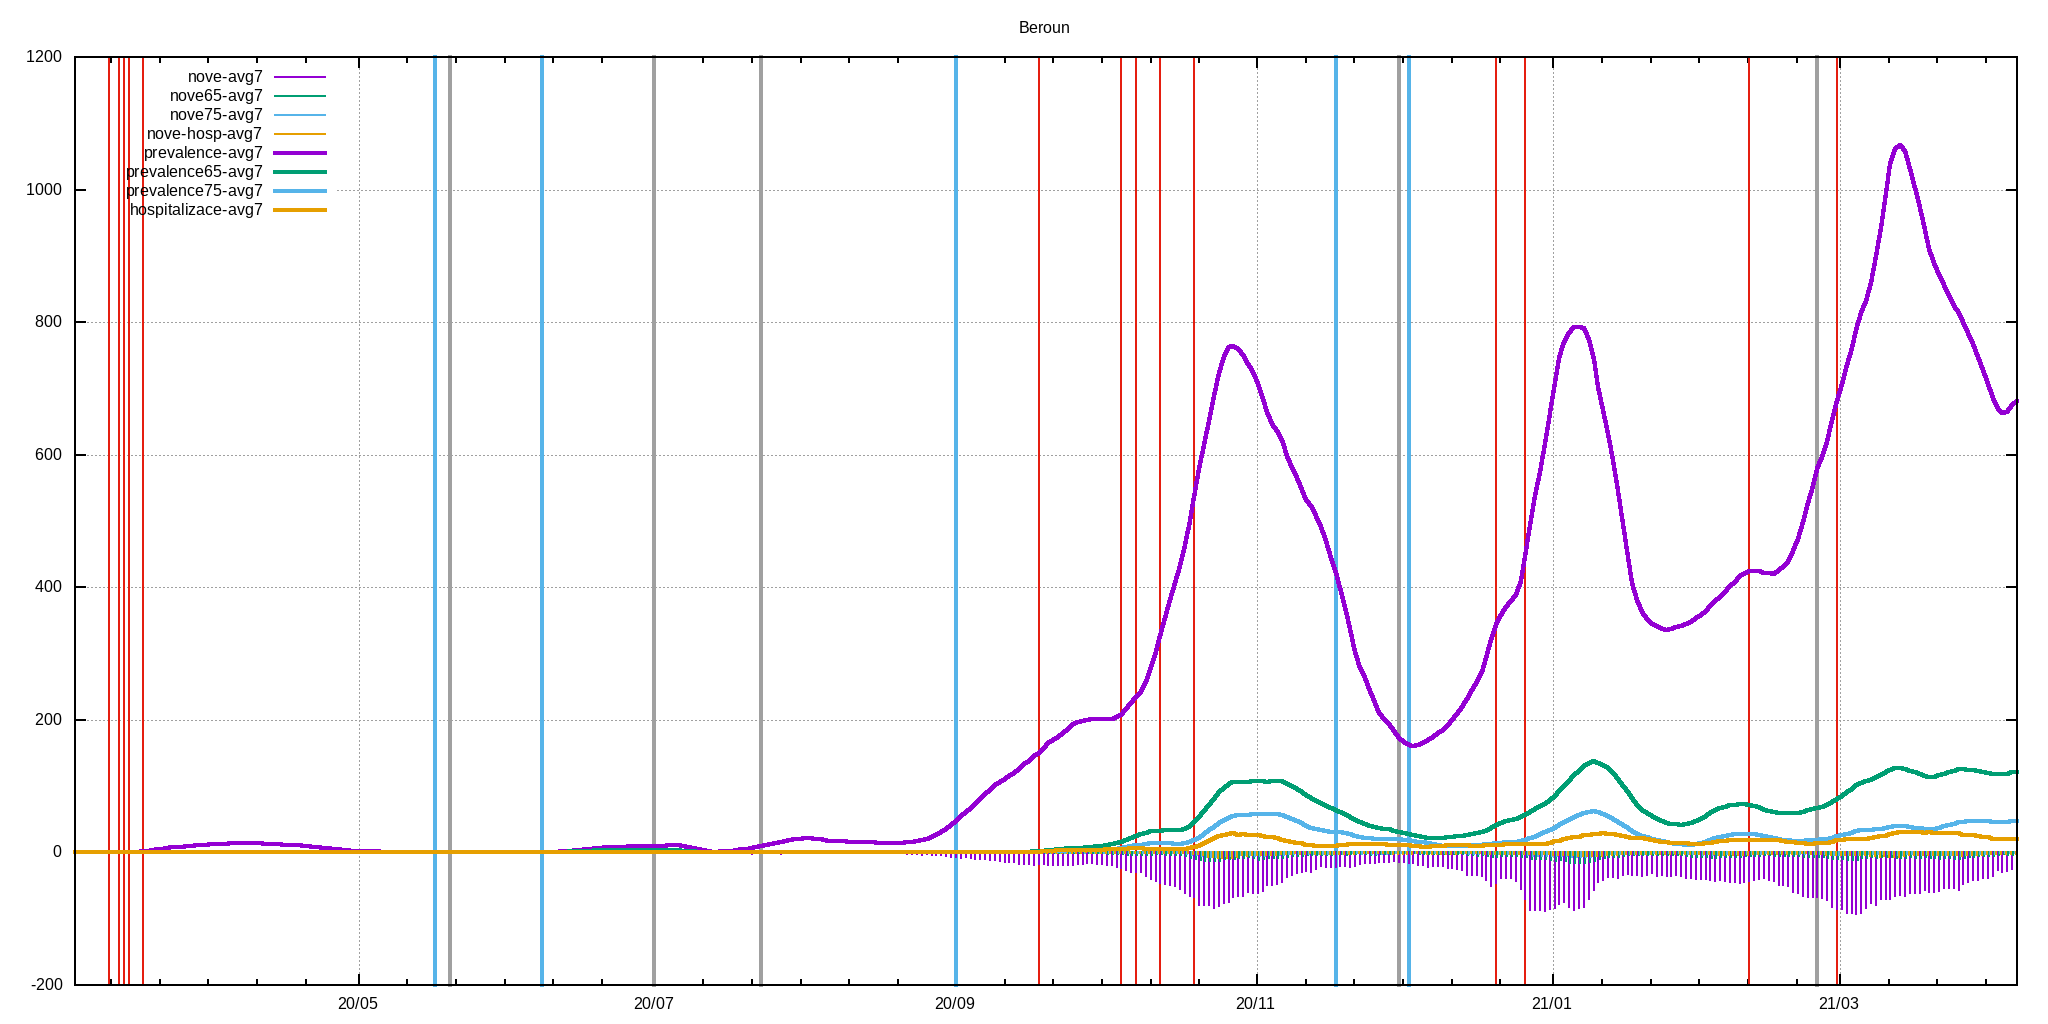 Beroun
1200
nove-avg7
nove65-avg7
nove75-avg7
nove-hosp-avg7
prevalence-avg7
prevalence65-avg7
prevalence75-avg7
hospitalizace-avg7
1000
800
600
400
200
0
-200
20/05
20/07
20/09
20/11
21/01
21/03